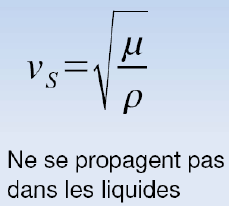 v_S = √(μ/ρ)
Ne se propagent pas
dans les liquides